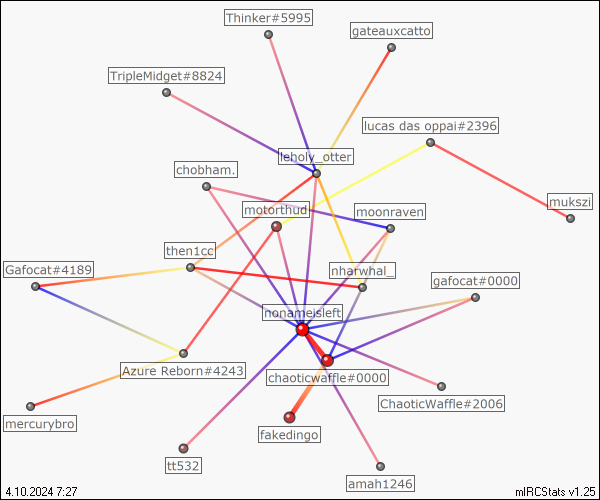 Thinker#5995
gateauxcatto
TripleMidget#8824
lucas das oppai#2396
leholy_otter
chobham.
mukszi
motorthud
moonraven
then1cc
Gafocat#4189
nharwhal_
gafocat#0000
nonameisleft
Azure Reborn#4243
chaoticwaffle#0000
ChaoticWaffle#2006
mercurybro
fakedingo
tt532
amah1246
4.10.2024 7:27
mIRCStats v1.25